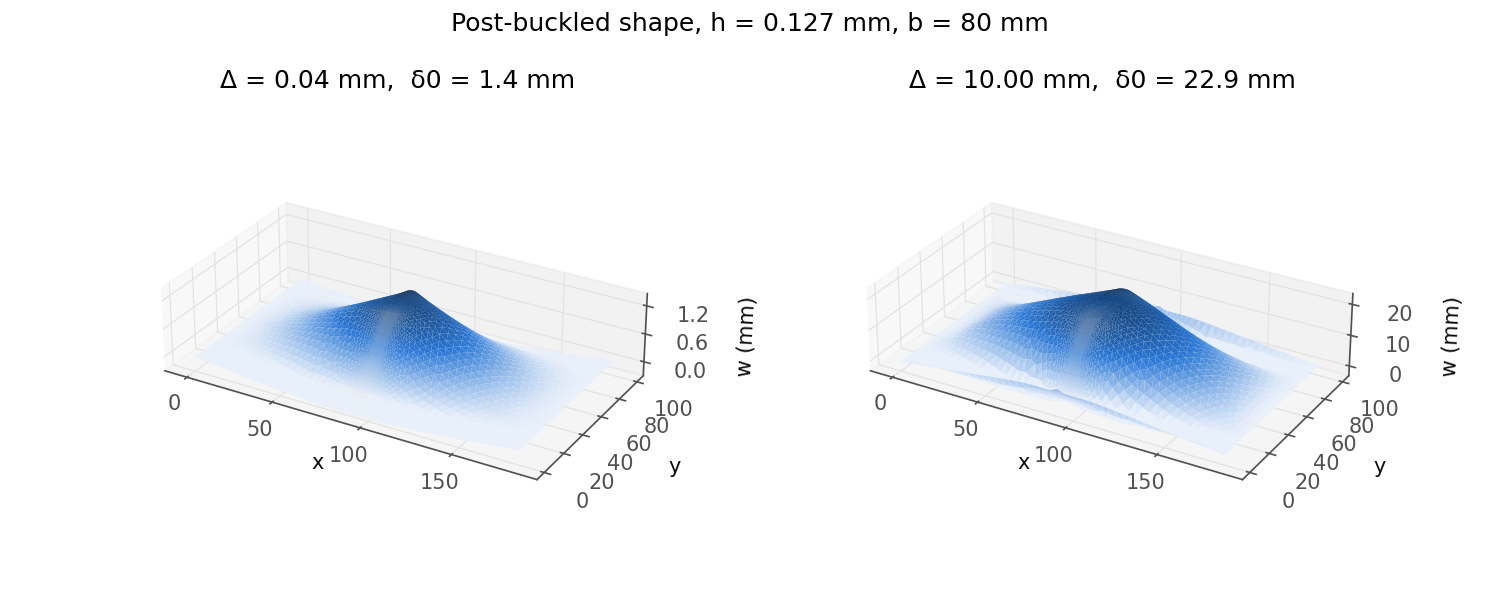 Post-buckled shape, h = 0.127 mm, b = 80 mm
Δ = 0.04 mm,  δ0 = 1.4 mm
1.2
0.6
0.0
w (mm)
0
50
100
150
x
0
20
40
60
80
100
y
Δ = 10.00 mm,  δ0 = 22.9 mm
20
10
0
w (mm)
0
50
100
150
x
0
20
40
60
80
100
y